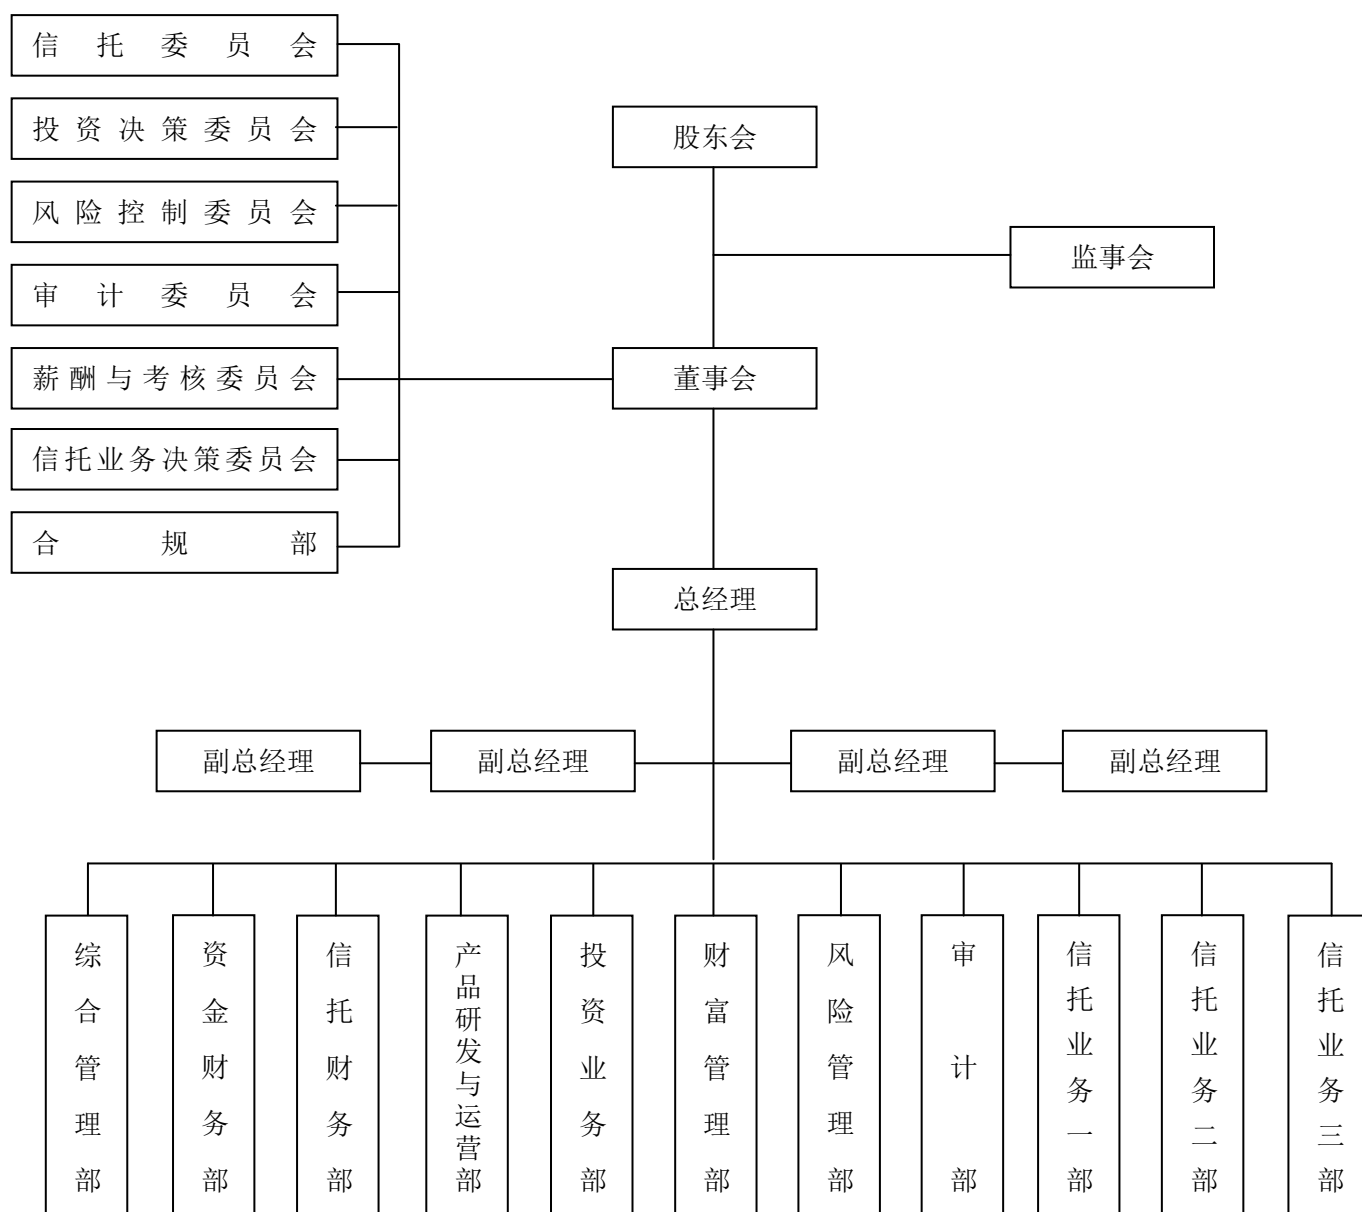 信托委员会
投资决策委员会
股东会
风险控制委员会
监事会
审计委员会
薪酬与考核委员会
董事会
信托业务决策委员会
合规部
总经理
副总经理
副总经理
副总经理
副总经理
综合管理部
资金财务部
信托财务部
产品研发与运营部
投资业务部
财富管理部
风险管理部
审计部
信托业务一部
信托业务二部
信托业务三部